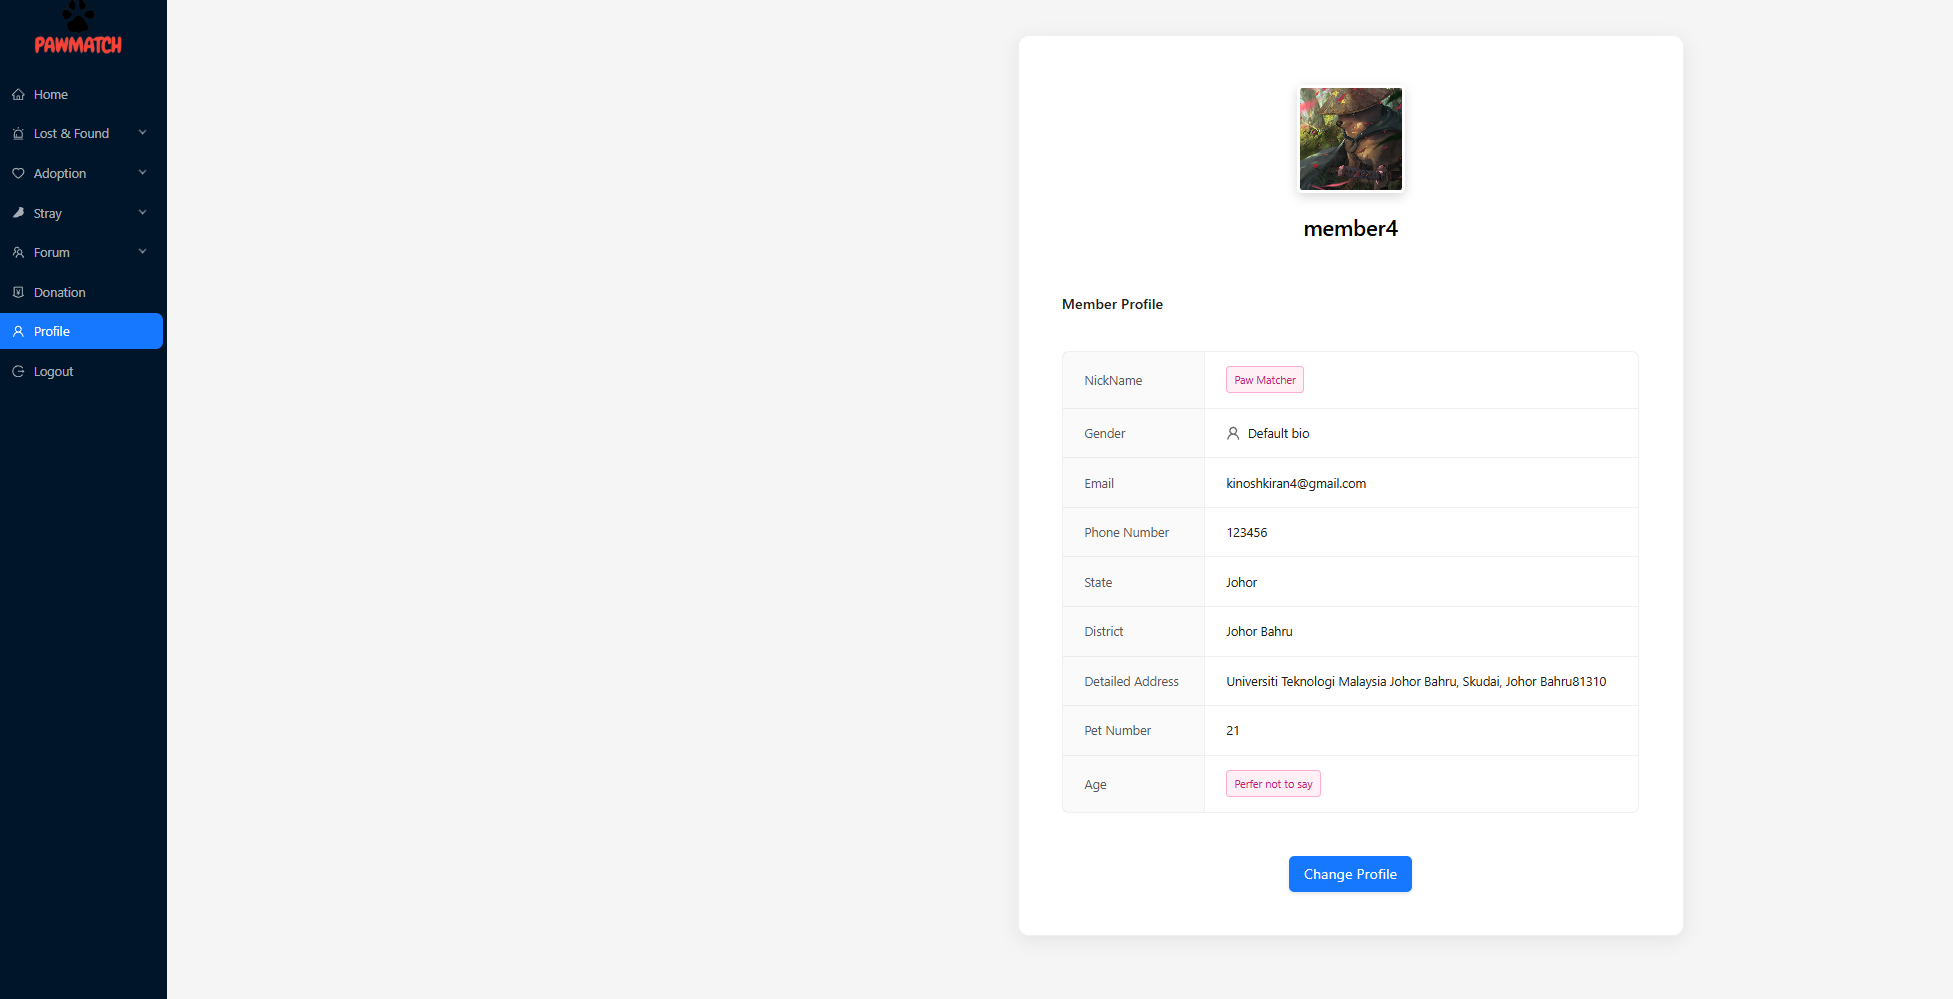 PAWMATCH
Home
Lost & Found
Adoption
Stray
Forum
Donation
Profile
Logout
member4
Member Profile
NickName Paw Matcher
Gender Default bio
Email kinoshkiran4@gmail.com
Phone Number 123456
State Johor
District Johor Bahru
Detailed Address Universiti Teknologi Malaysia Johor Bahru, Skudai, Johor Bahru81310
Pet Number 21
Age Perfer not to say
Change Profile